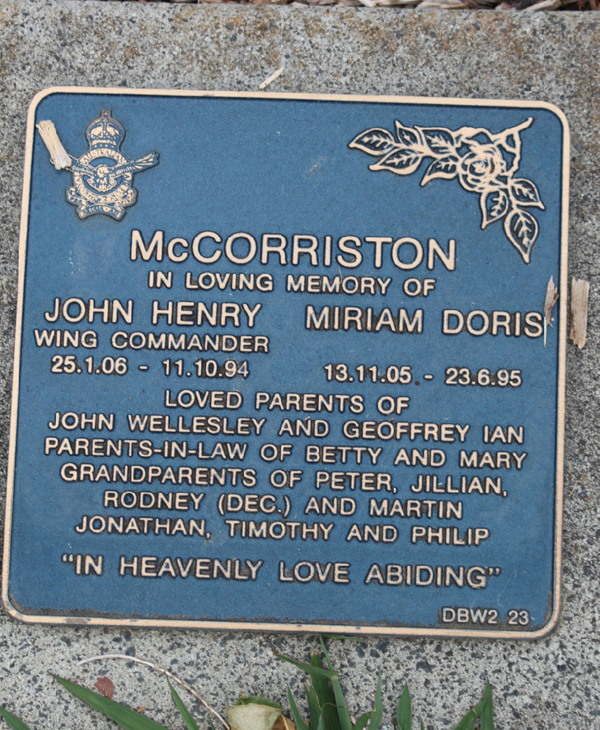 McCORRISTON
IN LOVING MEMORY OF
JOHN HENRY MIRIAM DORIS
WING COMMANDER
25.1.06 - 11.10.94 13.11.05 - 23.6.95
LOVED PARENTS OF
JOHN WELLESLEY AND GEOFFREY IAN
PARENTS-IN-LAW OF BETTY AND MARY
GRANDPARENTS OF PETER, JILLIAN,
RODNEY (DEC.) AND MARTIN
JONATHAN, TIMOTHY AND PHILIP
"IN HEAVENLY LOVE ABIDING"
DBW2 23